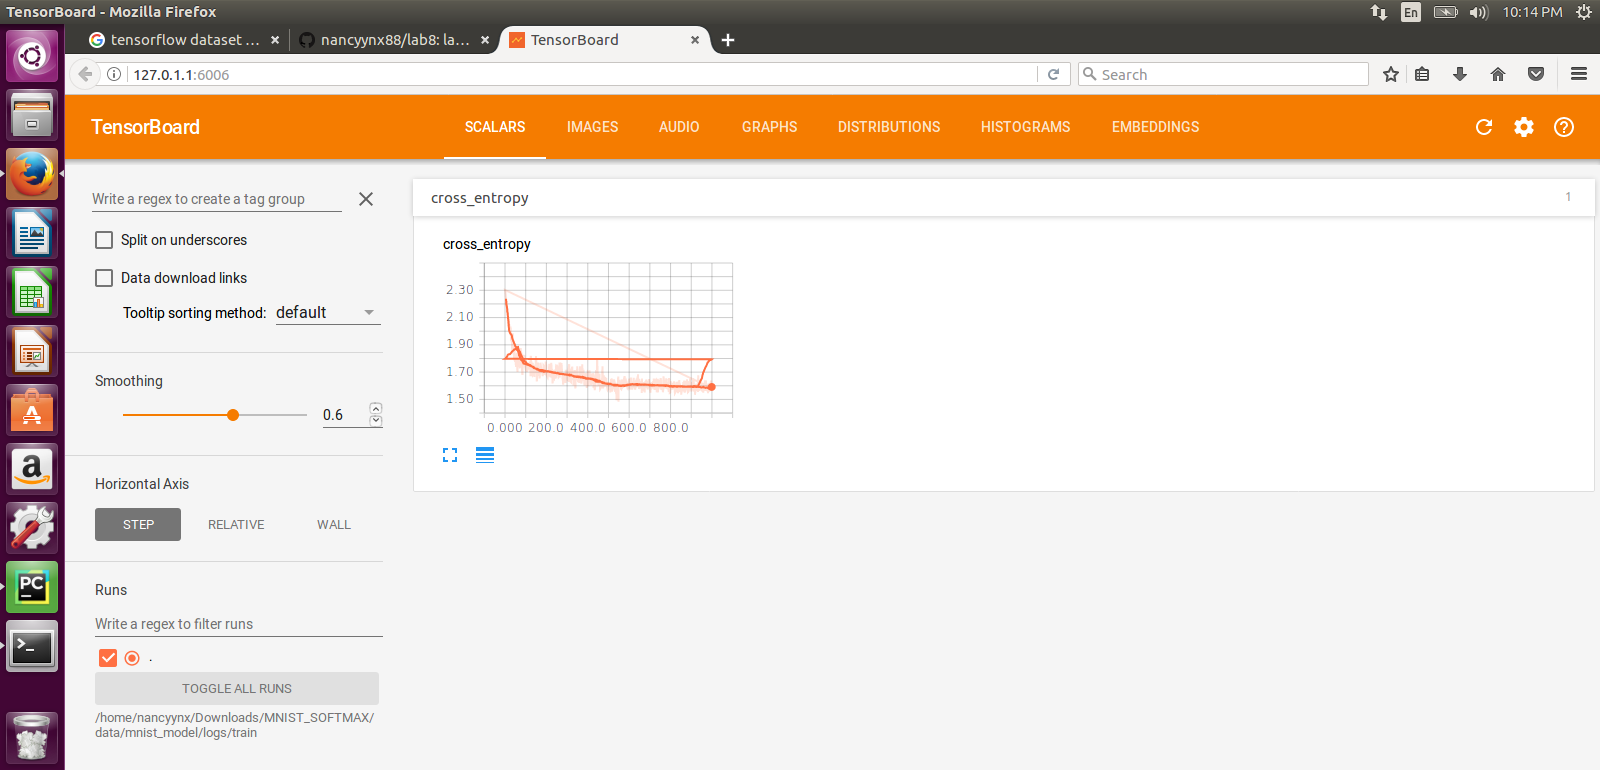 TensorBoard - Mozilla Firefox
En
10:14 PM
tensorflow dataset ...
nancyynx88/lab8: la...
TensorBoard
127.0.1.1:6006
Search
TensorBoard
SCALARS
IMAGES
AUDIO
GRAPHS
DISTRIBUTIONS
HISTOGRAMS
EMBEDDINGS
Write a regex to create a tag group
Split on underscores
Data download links
Tooltip sorting method: default
Smoothing
0.6
Horizontal Axis
STEP
RELATIVE
WALL
Runs
Write a regex to filter runs
.
TOGGLE ALL RUNS
/home/nancyynx/Downloads/MNIST_SOFTMAX/
data/mnist_model/logs/train
cross_entropy
1
cross_entropy
2.30
2.10
1.90
1.70
1.50
0.000 200.0 400.0 600.0 800.0
PC
>_
a
A